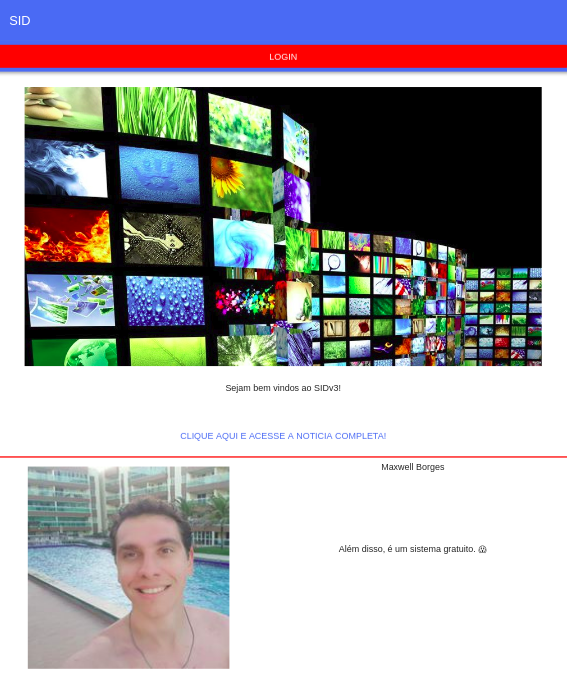 SID
LOGIN
Sejam bem vindos ao SIDv3!
CLIQUE AQUI E ACESSE A NOTICIA COMPLETA!
Maxwell Borges
Além disso, é um sistema gratuito. 😱